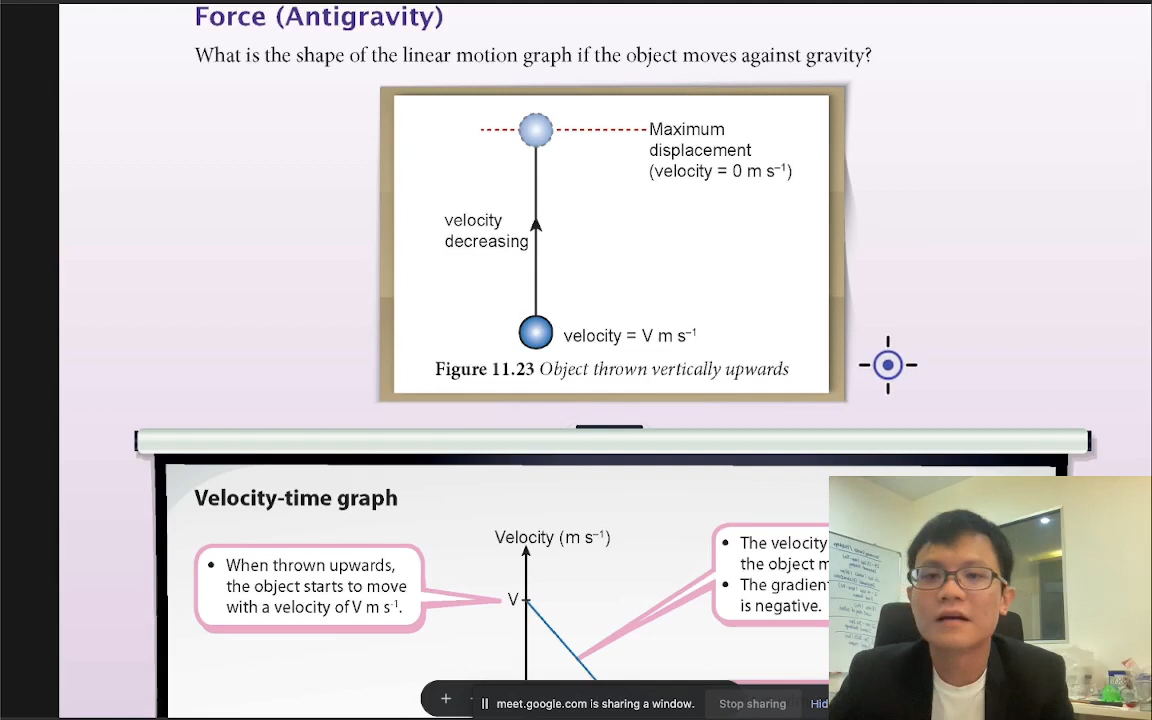 Force (Antigravity)
What is the shape of the linear motion graph if the object moves against gravity?
Maximum
displacement
(velocity = 0 m s⁻¹)
velocity
decreasing
velocity = V m s⁻¹
Figure 11.23 Object thrown vertically upwards
Velocity-time graph
• When thrown upwards,
the object starts to move
with a velocity of V m s⁻¹.
Velocity (m s⁻¹)
V
• The velocity
the object m
• The gradien
is negative.
meet.google.com is sharing a window.
Stop sharing
Hid